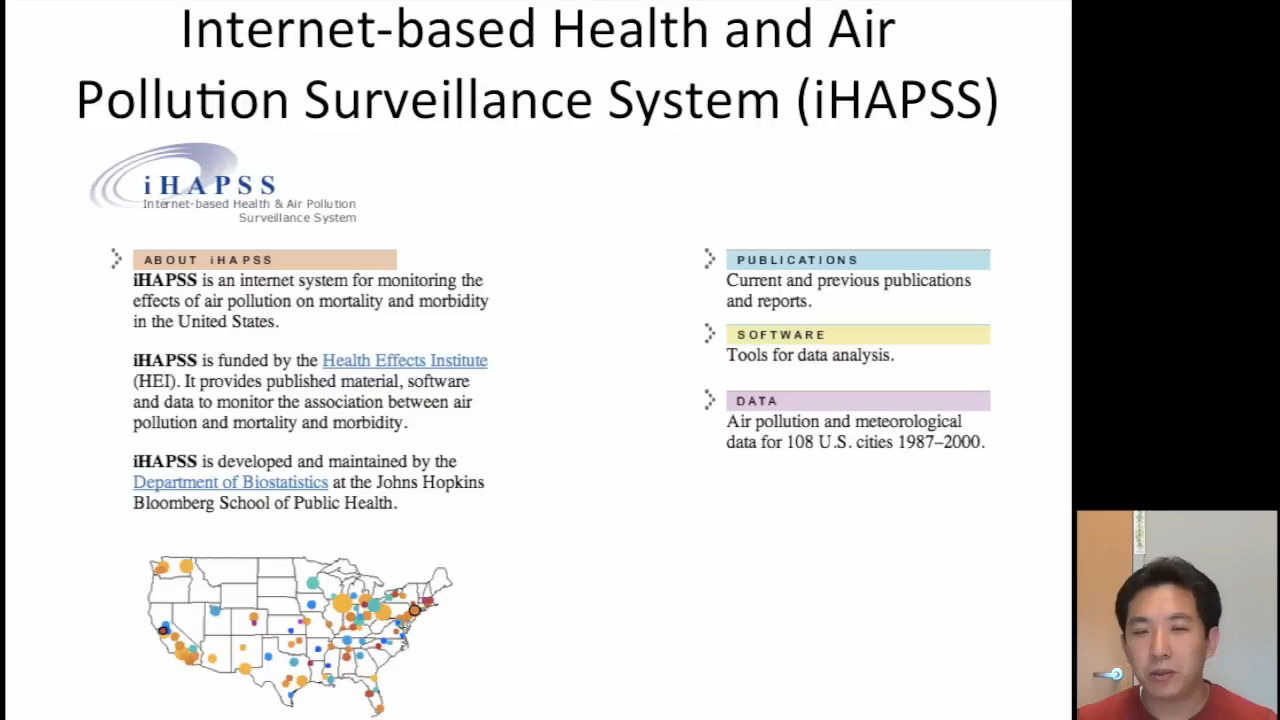 Internet-based Health and Air
Pollution Surveillance System (iHAPSS)
iHAPSS
Internet-based Health & Air Pollution
Surveillance System
ABOUT iHAPSS
iHAPSS is an internet system for monitoring the
effects of air pollution on mortality and morbidity
in the United States.
iHAPSS is funded by the Health Effects Institute
(HEI). It provides published material, software
and data to monitor the association between air
pollution and mortality and morbidity.
iHAPSS is developed and maintained by the
Department of Biostatistics at the Johns Hopkins
Bloomberg School of Public Health.
PUBLICATIONS
Current and previous publications
and reports.
SOFTWARE
Tools for data analysis.
DATA
Air pollution and meteorological
data for 108 U.S. cities 1987–2000.